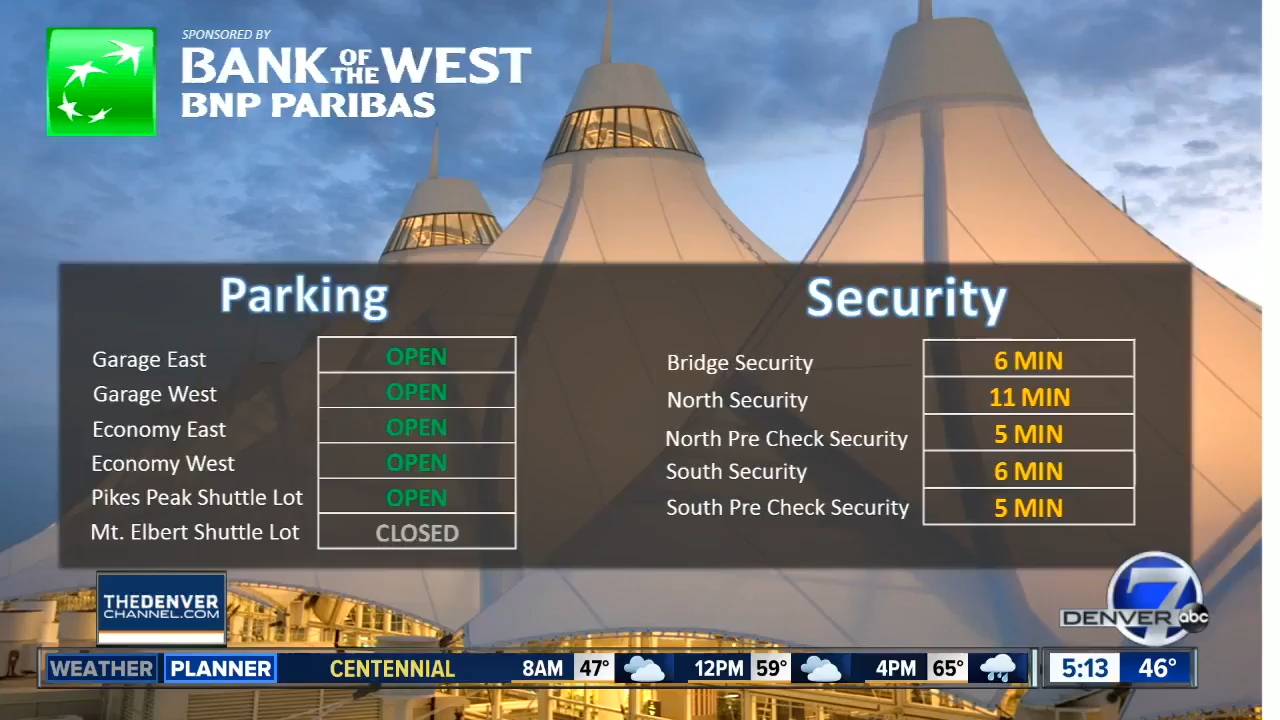 SPONSORED BY
BANK OF THE WEST
BNP PARIBAS
Parking
Garage East OPEN
Garage West OPEN
Economy East OPEN
Economy West OPEN
Pikes Peak Shuttle Lot OPEN
Mt. Elbert Shuttle Lot CLOSED
Security
Bridge Security 6 MIN
North Security 11 MIN
North Pre Check Security 5 MIN
South Security 6 MIN
South Pre Check Security 5 MIN
THEDENVER
CHANNEL.COM
DENVER 7 abc
WEATHER PLANNER CENTENNIAL 8AM 47° 12PM 59° 4PM 65° 5:13 46°